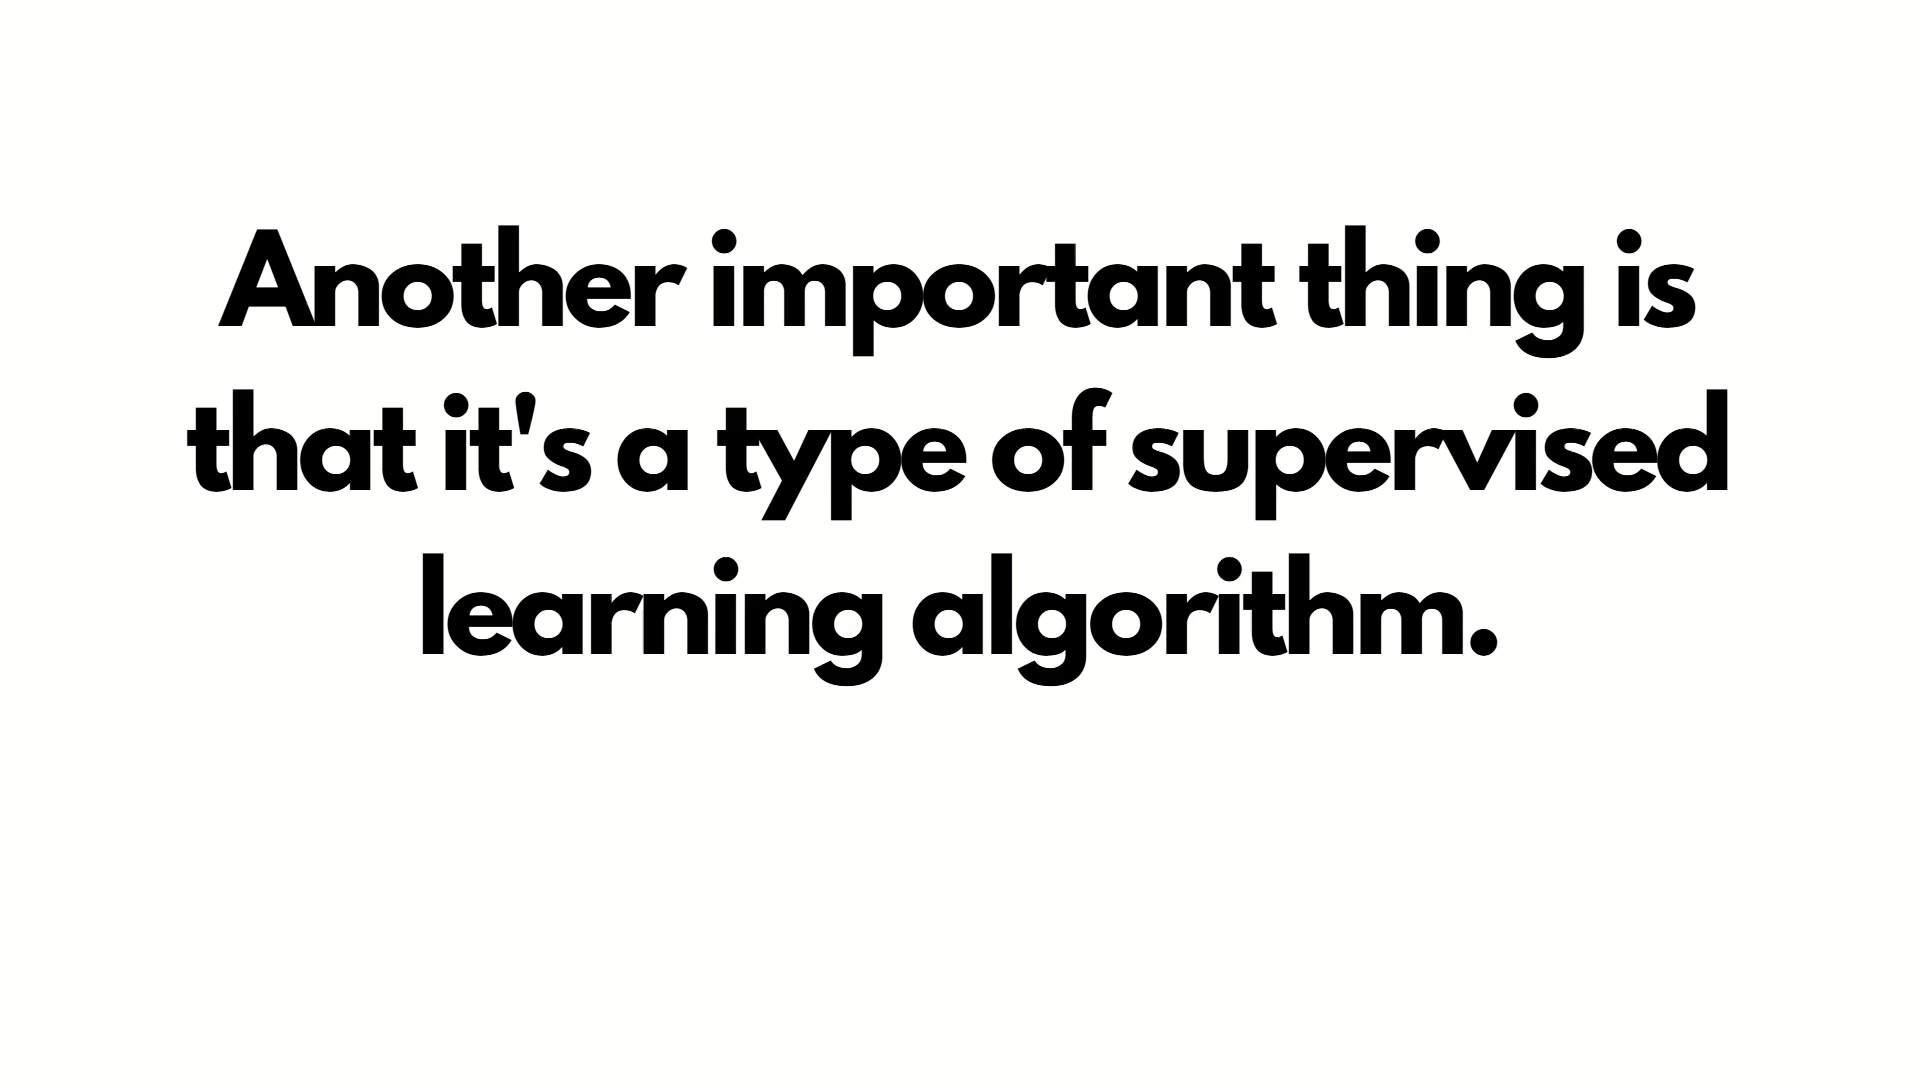 Another important thing is
that it's a type of supervised
learning algorithm.